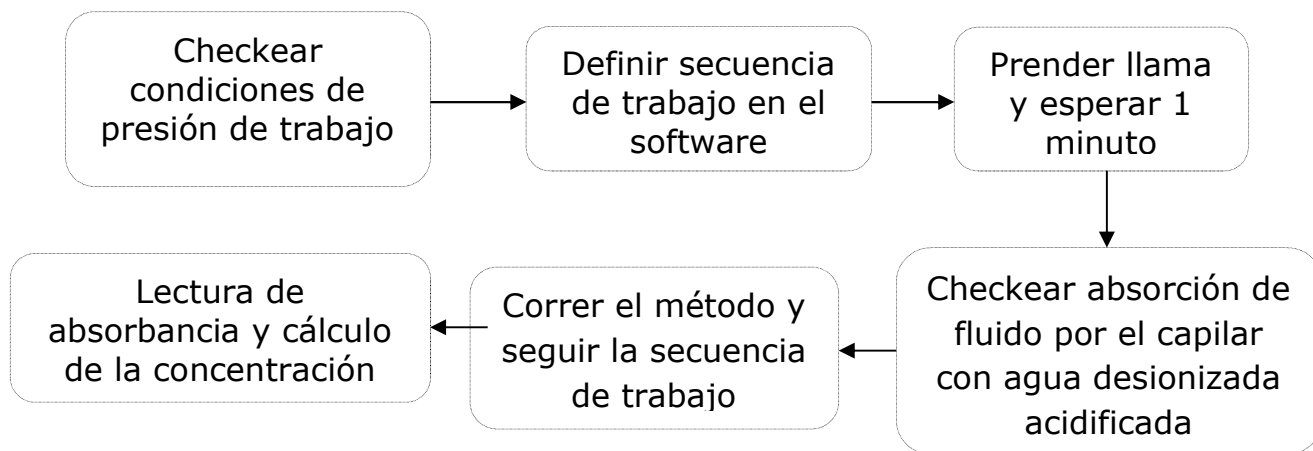 Checkear
condiciones de
presión de trabajo
Definir secuencia
de trabajo en el
software
Prender llama
y esperar 1
minuto
Checkear absorción de
fluido por el capilar
con agua desionizada
acidificada
Correr el método y
seguir la secuencia
de trabajo
Lectura de
absorbancia y cálculo
de la concentración